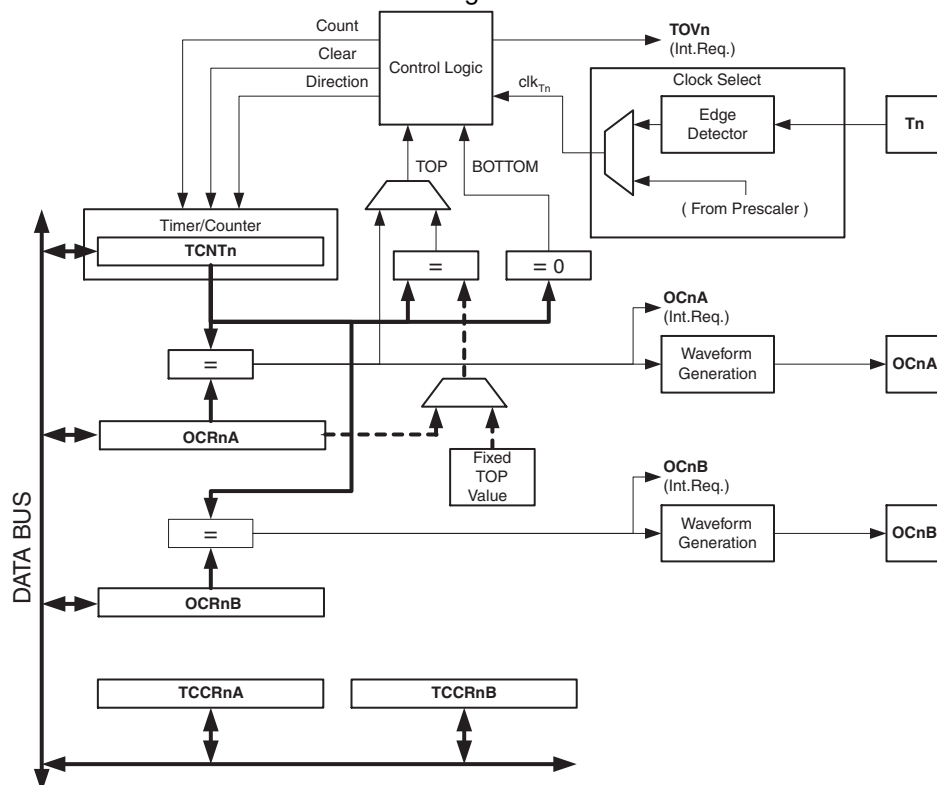 Count
Clear
Direction
Control Logic
TOVn
(Int.Req.)
clkTn
Clock Select
Edge
Detector
Tn
( From Prescaler )
TOP
BOTTOM
Timer/Counter
TCNTn
=
= 0
OCnA
(Int.Req.)
=
Waveform
Generation
OCnA
OCRnA
Fixed
TOP
Value
OCnB
(Int.Req.)
=
Waveform
Generation
OCnB
OCRnB
DATA BUS
TCCRnA
TCCRnB